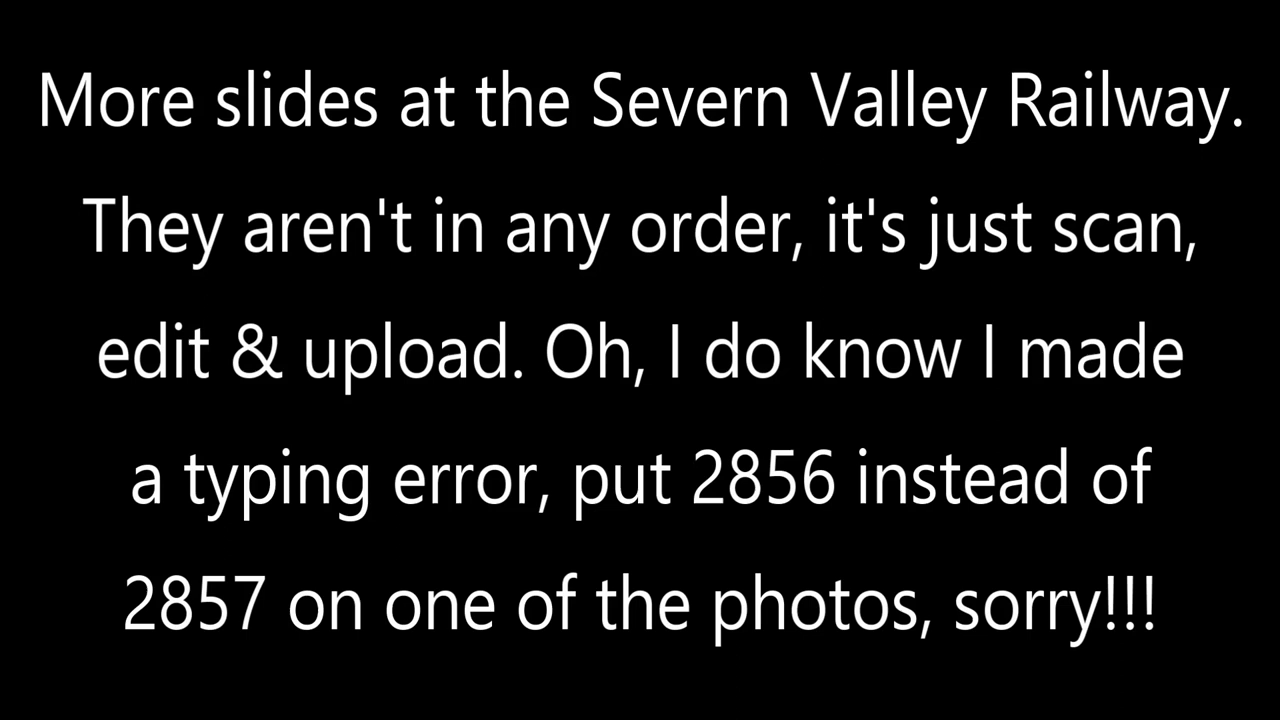 More slides at the Severn Valley Railway.
They aren't in any order, it's just scan,
edit & upload. Oh, I do know I made
a typing error, put 2856 instead of
2857 on one of the photos, sorry!!!